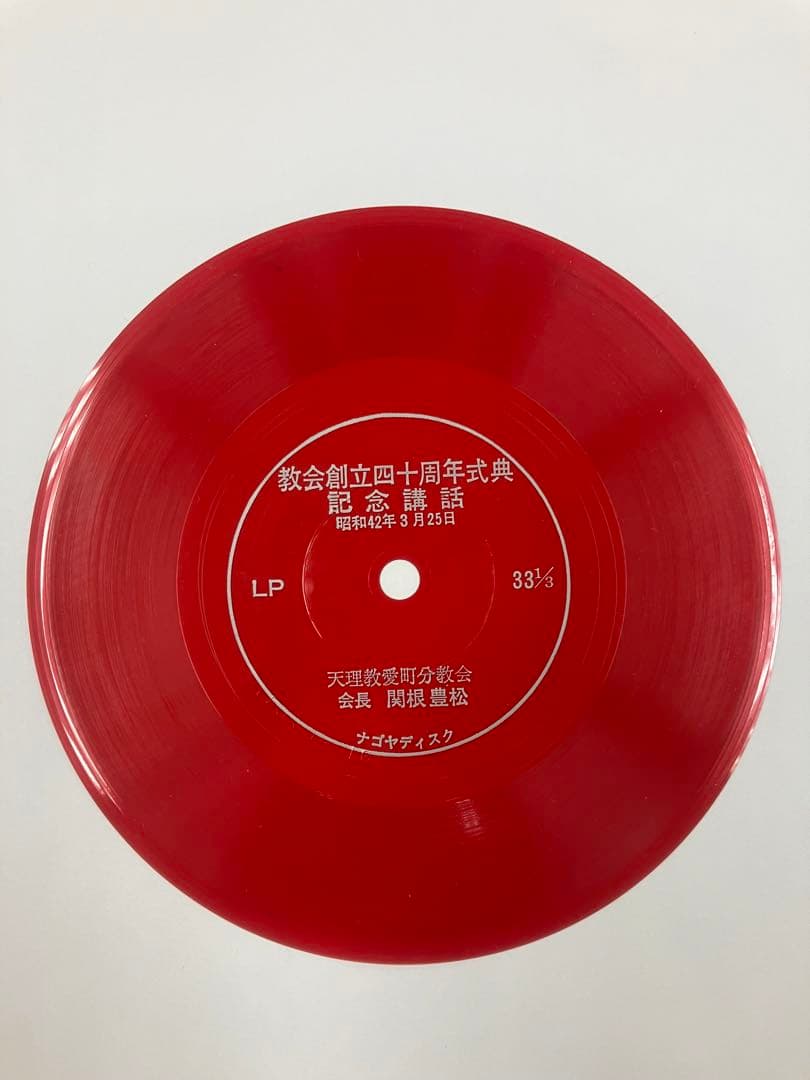 教会創立四十周年式典
記念講話
昭和42年3月25日
LP
33⅓
天理教愛町分教会
会長 関根豊松
ナゴヤディスク